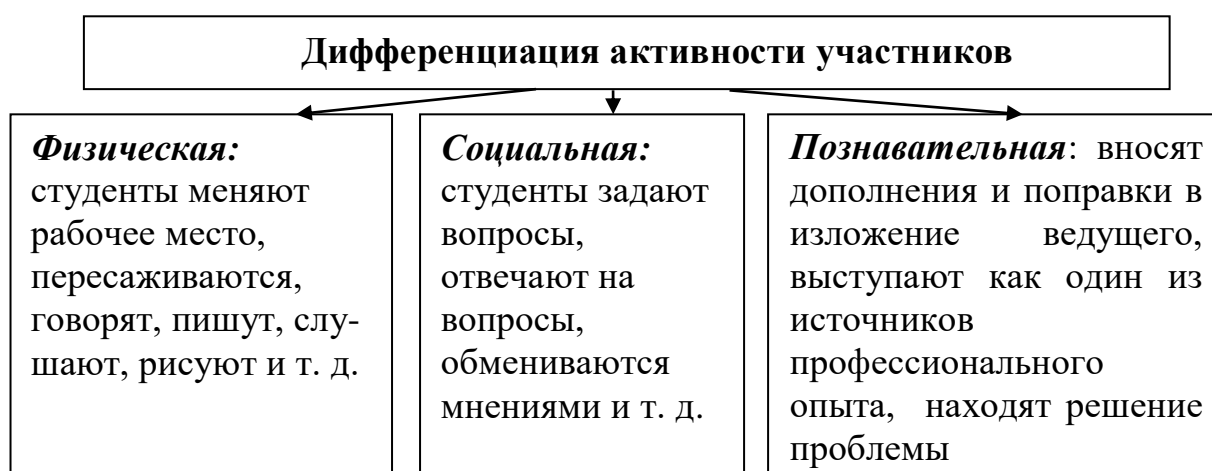 Дифференциация активности участников
Физическая:
студенты меняют
рабочее место,
пересаживаются,
говорят, пишут, слу-
шают, рисуют и т. д.
Социальная:
студенты задают
вопросы,
отвечают на
вопросы,
обмениваются
мнениями и т. д.
Познавательная: вносят
дополнения и поправки в
изложение ведущего,
выступают как один из
источников
профессионального
опыта, находят решение
проблемы